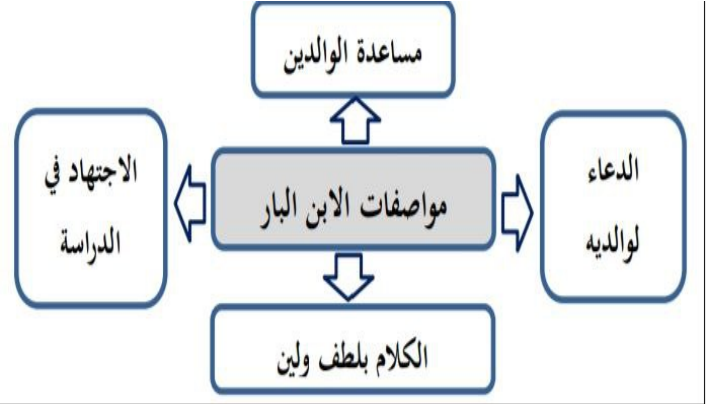 مساعدة الوالدين
الدعاء
لوالديه
مواصفات الابن البار
الاجتهاد في
الدراسة
الكلام بلطف ولين